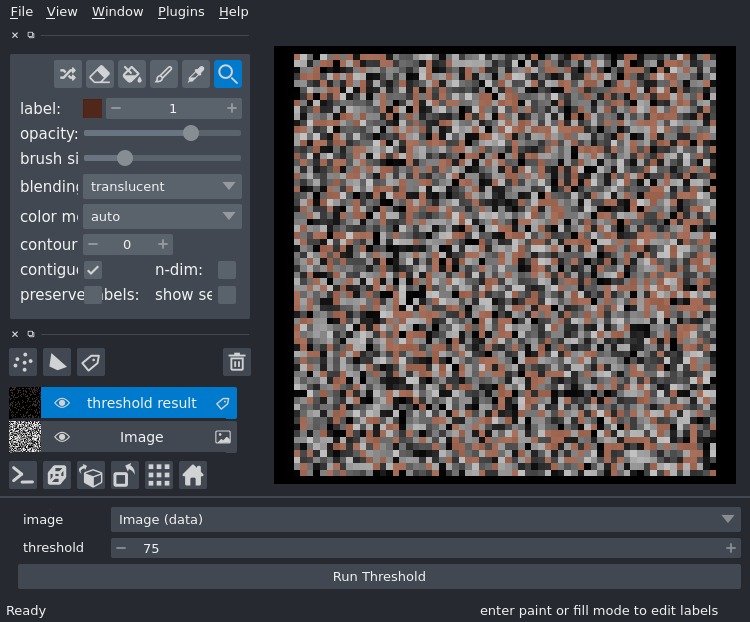 File View Window Plugins Help
label: 1
opacity:
brush si
blending translucent
color m auto
contour 0
contigu n-dim:
preserve abels: show se
threshold result
Image
image Image (data)
threshold 75
Run Threshold
Ready enter paint or fill mode to edit labels